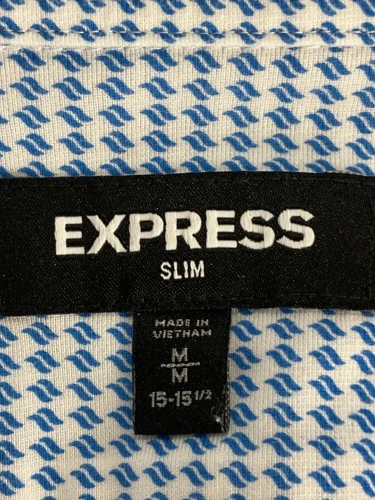 EXPRESS
SLIM
MADE IN
VIETNAM
M
M
15-15 1/2